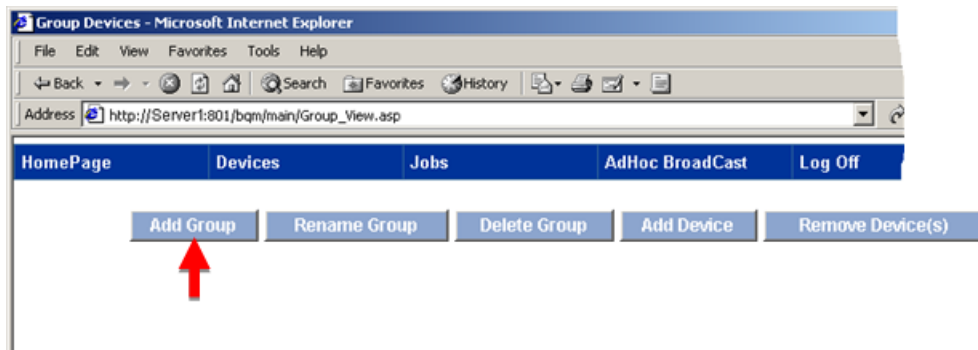 Group Devices - Microsoft Internet Explorer
File Edit View Favorites Tools Help
Back Search Favorites History
Address http://Server1:801/bqm/main/Group_View.asp
HomePage Devices Jobs AdHoc BroadCast Log Off
Add Group Rename Group Delete Group Add Device Remove Device(s)